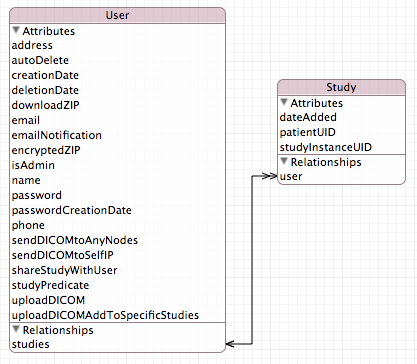 User
Attributes
address
autoDelete
creationDate
deletionDate
downloadZIP
email
emailNotification
encryptedZIP
isAdmin
name
password
passwordCreationDate
phone
sendDICOMtoAnyNodes
sendDICOMtoSelfIP
shareStudyWithUser
studyPredicate
uploadDICOM
uploadDICOMAddToSpecificStudies
Relationships
studies
Study
Attributes
dateAdded
patientUID
studyInstanceUID
Relationships
user